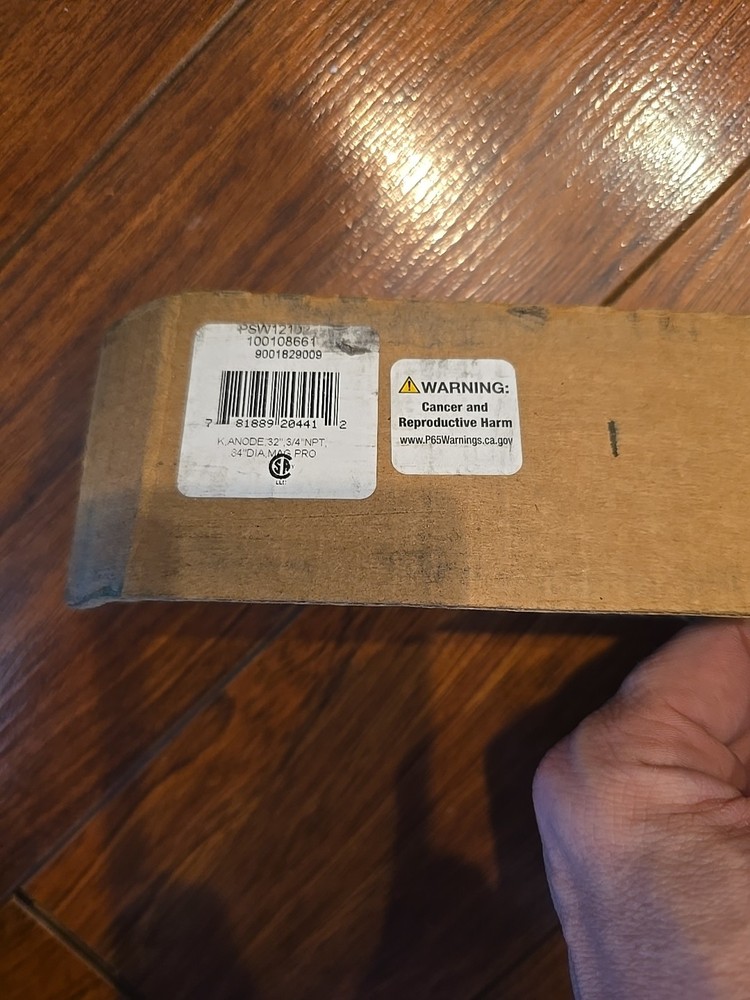 100108661
9001829009
7 81889 20441 2
K,ANODE,32",3/4"NPT,
.84"DIA,MAG,PRO
SA
WARNING:
Cancer and
Reproductive Harm
www.P65Warnings.ca.gov